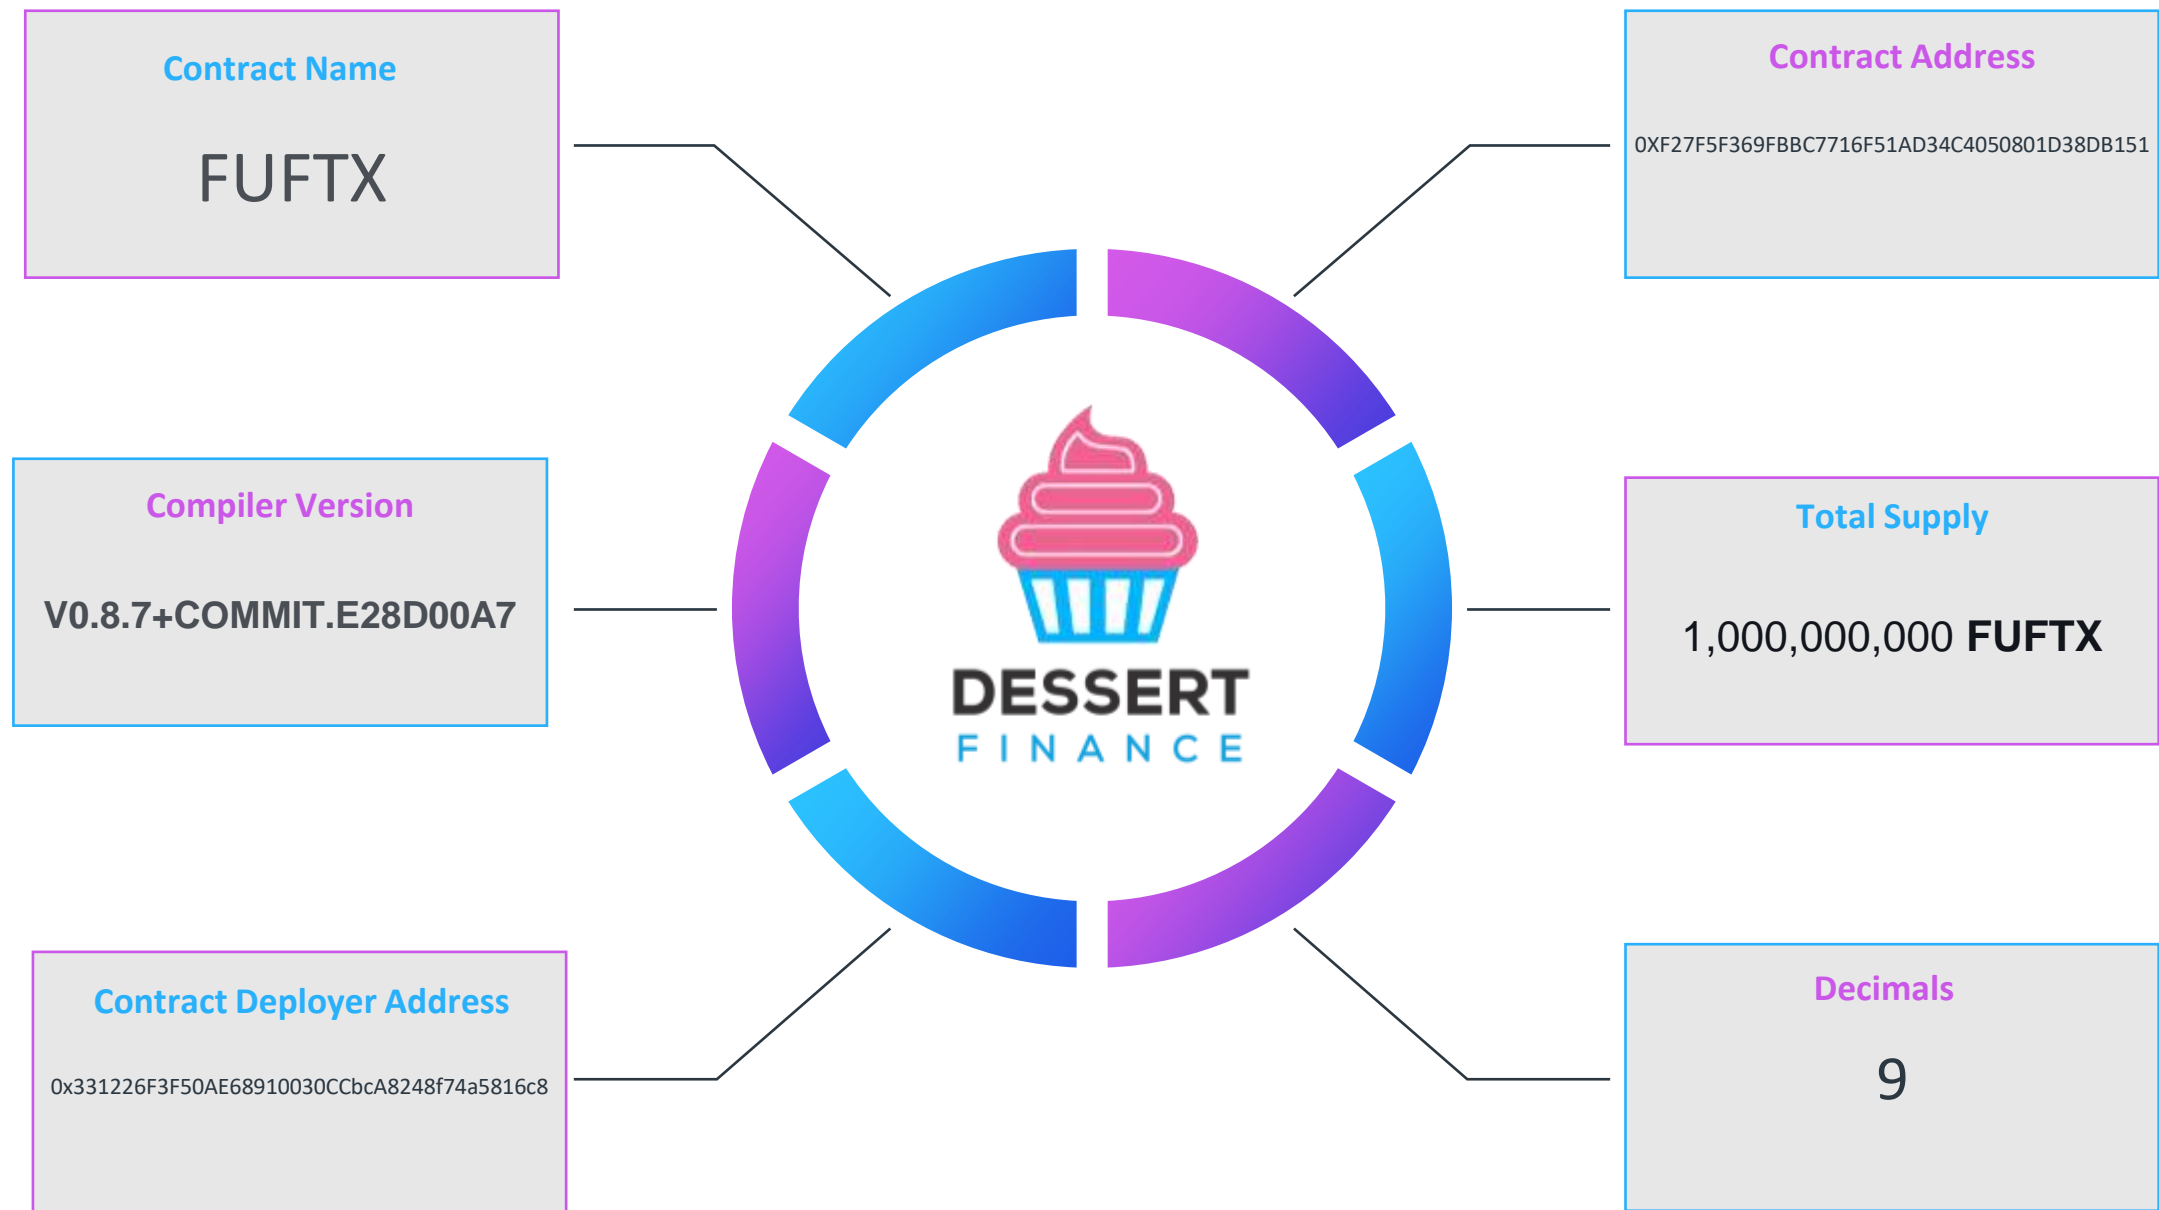 Contract Name
FUFTX
Contract Address
0XF27F5F369FBBC7716F51AD34C4050801D38DB151
Compiler Version
V0.8.7+COMMIT.E28D00A7
Total Supply
1,000,000,000 FUFTX
DESSERT
FINANCE
Contract Deployer Address
0x331226F3F50AE68910030CCbcA8248f74a5816c8
Decimals
9